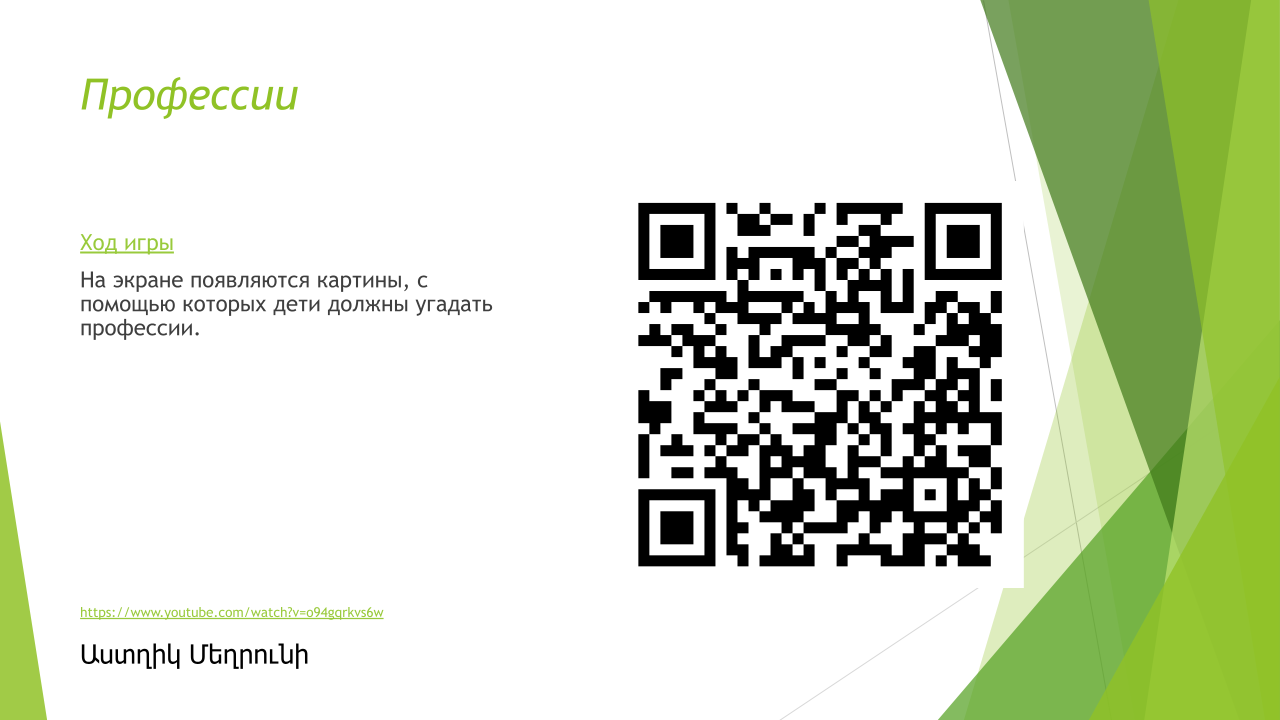 Профессии
Ход игры
На экране появляются картины, с
помощью которых дети должны угадать
профессии.
https://www.youtube.com/watch?v=o94gqrkvs6w
Աստղիկ Մեղրունի